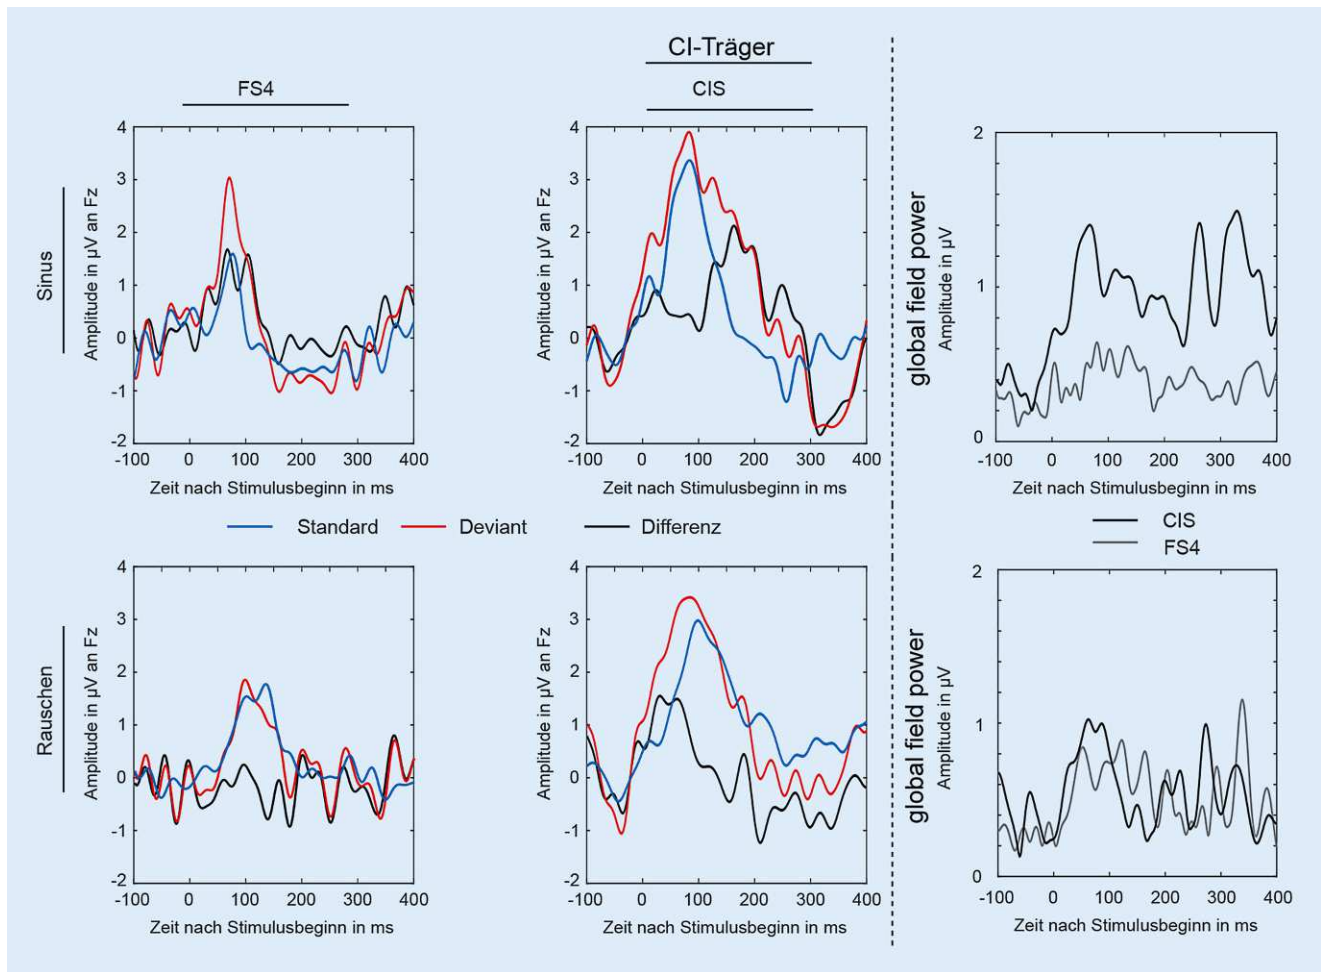 CI-Träger
FS4
CIS
Sinus
Amplitude in µV an Fz
4
3
2
1
0
-1
-2
-100 0 100 200 300 400
Zeit nach Stimulusbeginn in ms
Amplitude in µV an Fz
4
3
2
1
0
-1
-2
-100 0 100 200 300 400
Zeit nach Stimulusbeginn in ms
global field power
Amplitude in µV
2
1
0
-100 0 100 200 300 400
Zeit nach Stimulusbeginn in ms
Standard Deviant Differenz
CIS
FS4
Rauschen
Amplitude in µV an Fz
4
3
2
1
0
-1
-2
-100 0 100 200 300 400
Zeit nach Stimulusbeginn in ms
Amplitude in µV an Fz
4
3
2
1
0
-1
-2
-100 0 100 200 300 400
Zeit nach Stimulusbeginn in ms
global field power
Amplitude in µV
2
1
0
-100 0 100 200 300 400
Zeit nach Stimulusbeginn in ms